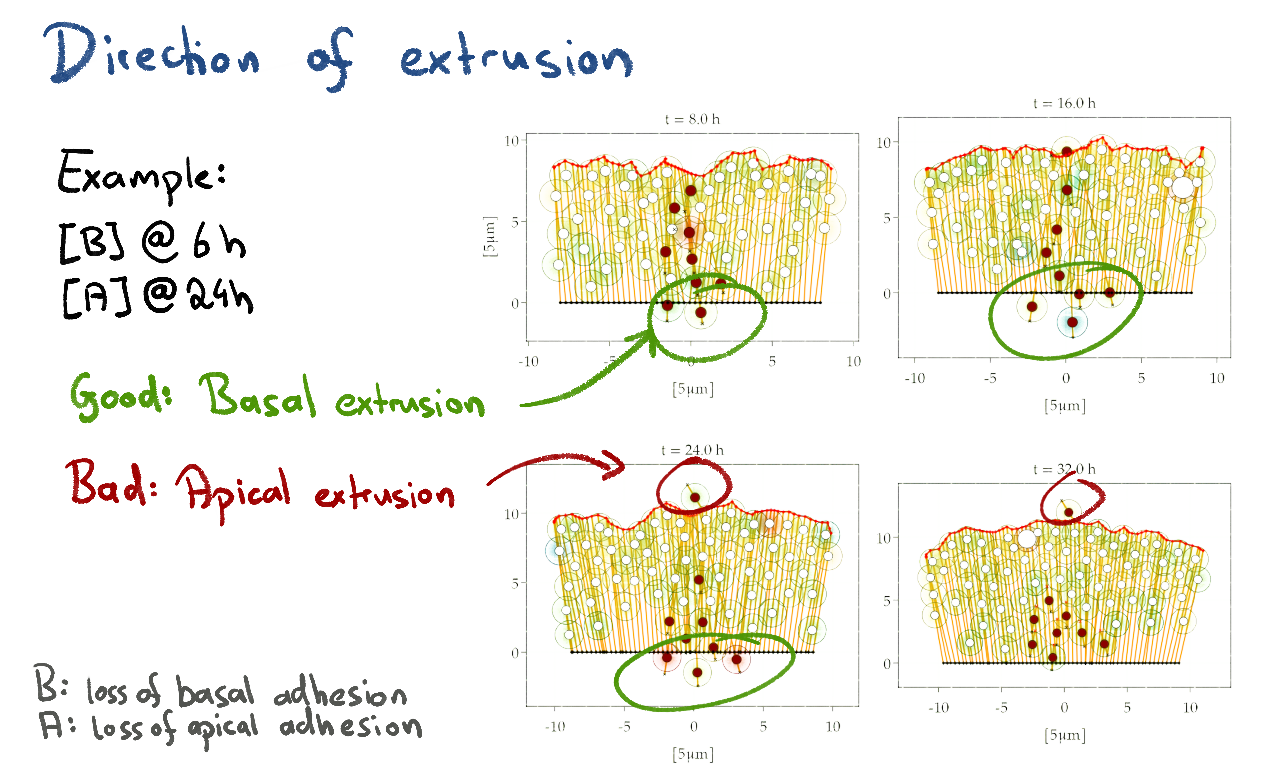 Direction of extrusion
Example:
[B] @ 6h
[A] @ 24h
Good: Basal extrusion
Bad: Apical extrusion
B: loss of basal adhesion
A: loss of apical adhesion
t = 8.0 h
10
5
0
[5μm]
-10 -5 0 5 10
[5μm]
t = 16.0 h
10
5
0
-10 -5 0 5 10
[5μm]
t = 24.0 h
10
5
0
-10 -5 0 5 10
[5μm]
t = 32.0 h
10
5
0
-10 -5 0 5 10
[5μm]